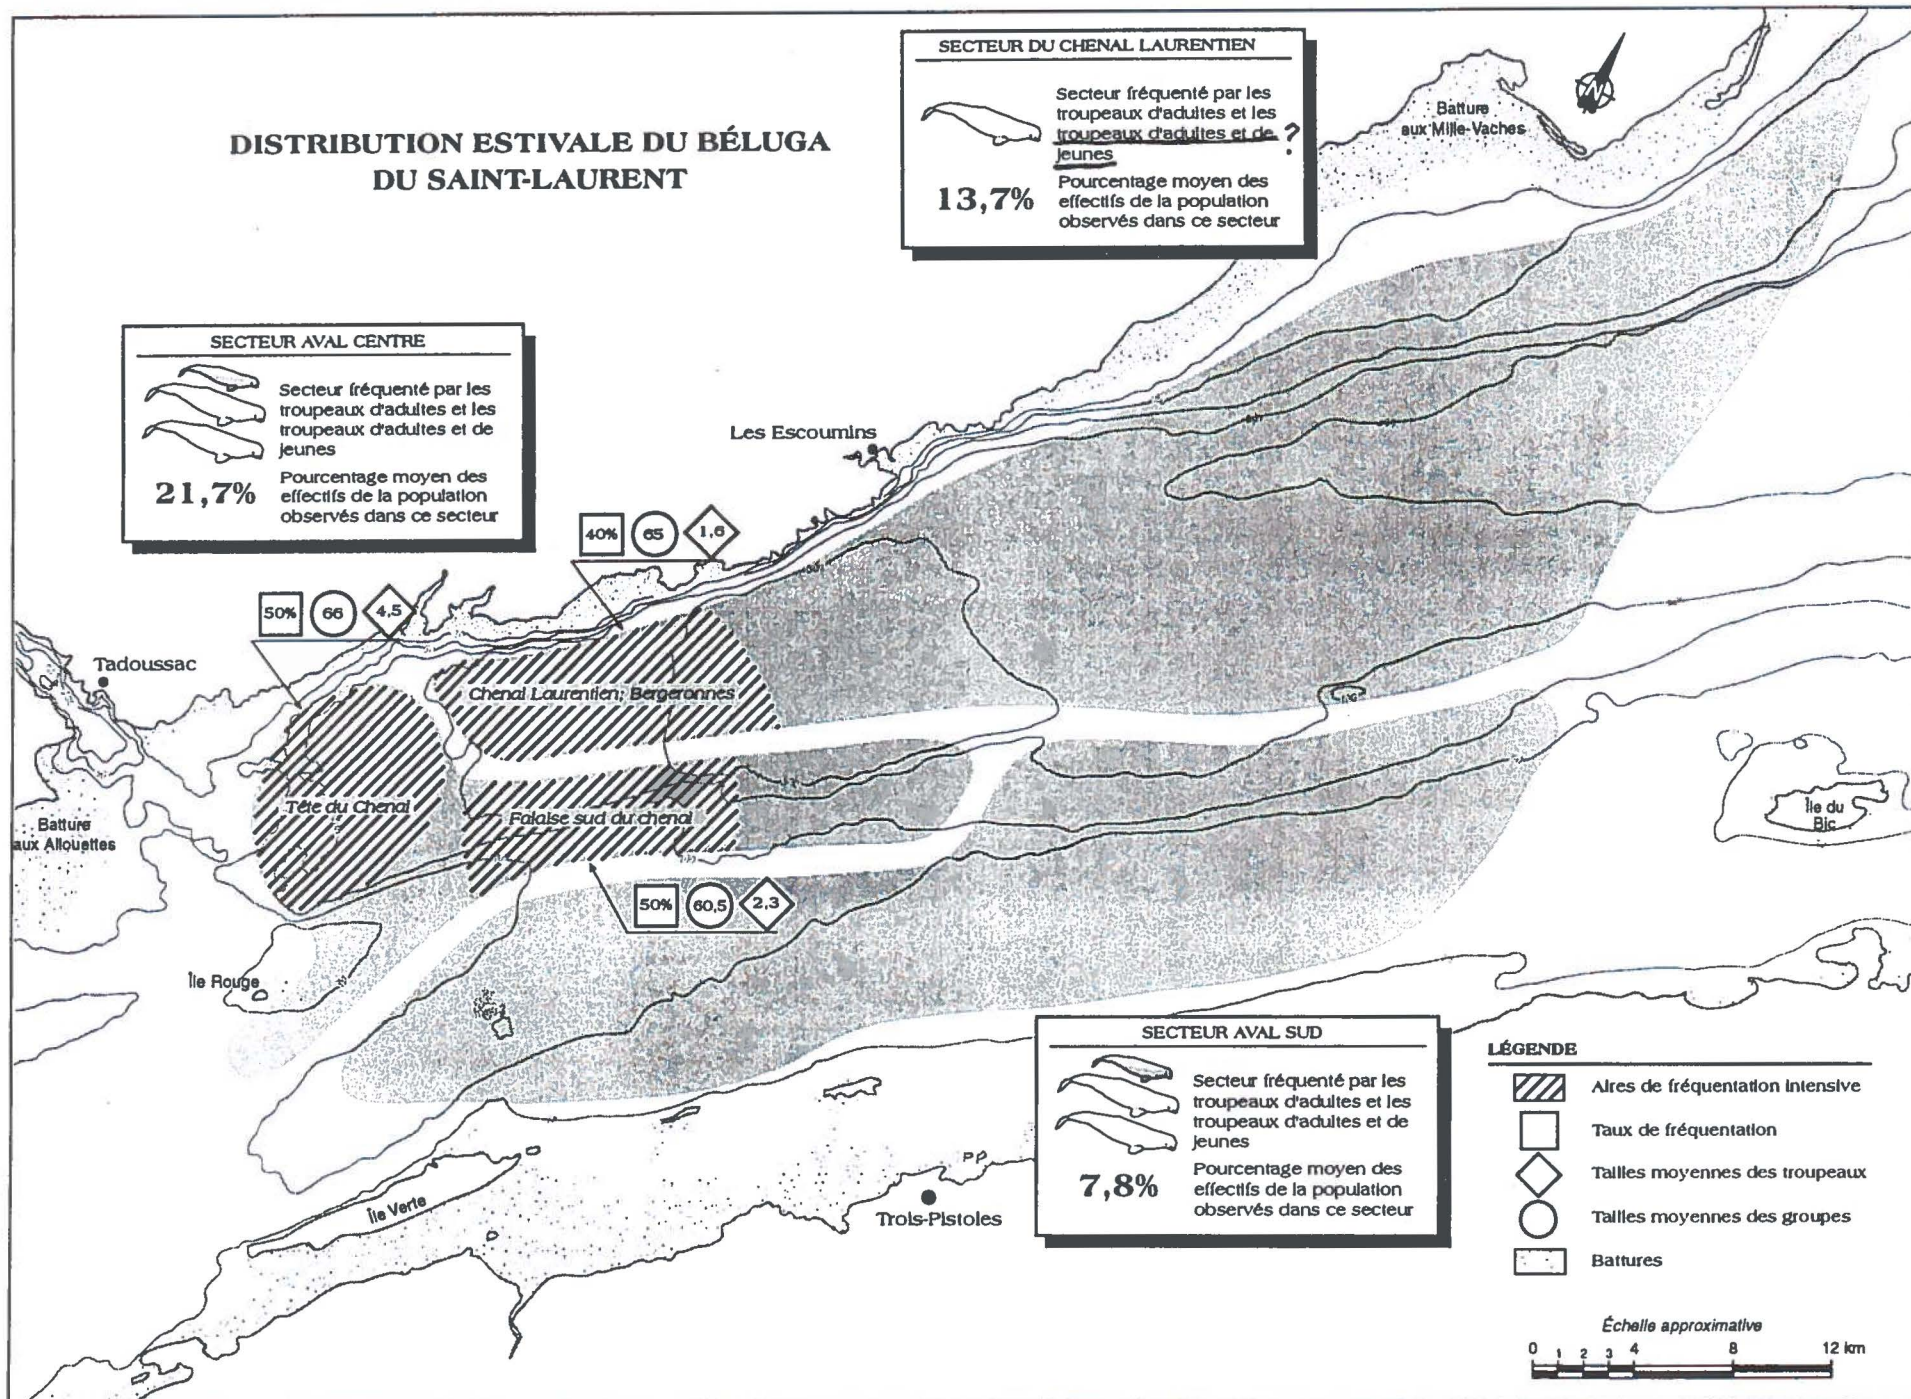 DISTRIBUTION ESTIVALE DU BÉLUGA
DU SAINT-LAURENT
SECTEUR DU CHENAL LAURENTIEN
Secteur fréquenté par les
troupeaux d'adultes et les
troupeaux d'adultes et de ?
jeunes
13,7%
Pourcentage moyen des
effectifs de la population
observés dans ce secteur
Batture
aux Mille-Vaches
N
SECTEUR AVAL CENTRE
Secteur fréquenté par les
troupeaux d'adultes et les
troupeaux d'adultes et de
jeunes
21,7%
Pourcentage moyen des
effectifs de la population
observés dans ce secteur
Les Escoumins
40% 65 1,6
50% 66 4,5
Tadoussac
Chenal Laurentien; Bergeronnes
Tête du Chenal
Falaise sud du chenal
Batture
aux Allouettes
50% 60,5 2,3
Île Rouge
Île du
Bic
SECTEUR AVAL SUD
Secteur fréquenté par les
troupeaux d'adultes et les
troupeaux d'adultes et de
jeunes
7,8%
Pourcentage moyen des
effectifs de la population
observés dans ce secteur
PP
Île Verte
Trois-Pistoles
LÉGENDE
Aires de fréquentation intensive
Taux de fréquentation
Tailles moyennes des troupeaux
Tailles moyennes des groupes
Battures
Échelle approximative
0 1 2 3 4 8 12 km